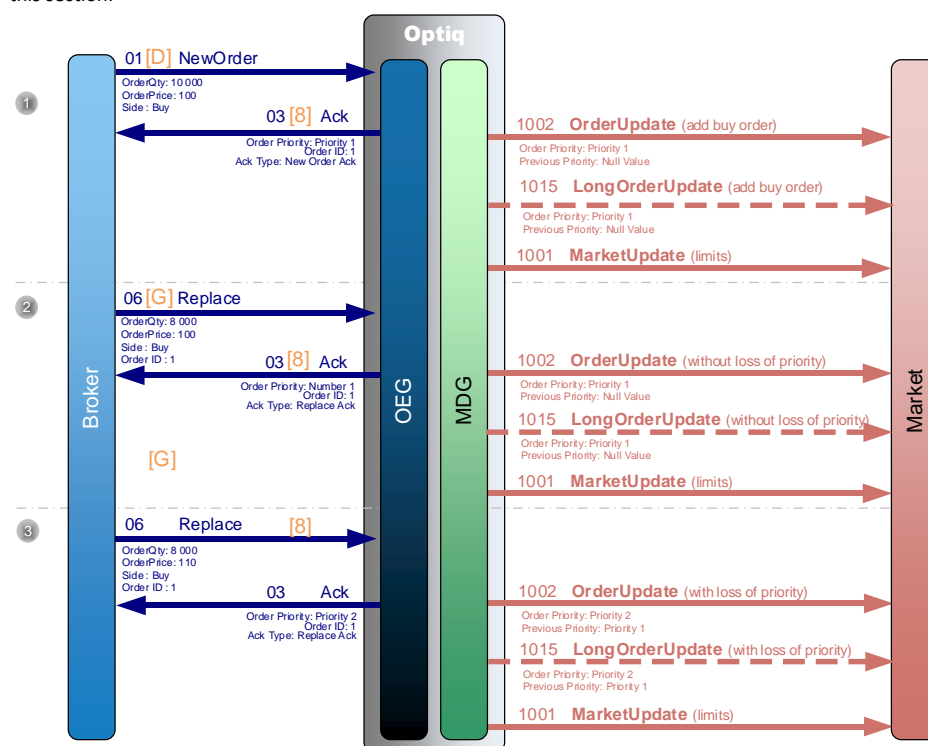 Optiq
01 [D] NewOrder
OrderQty: 10 000
OrderPrice: 100
Side : Buy
1
03 [8] Ack
Order Priority: Priority 1
Order ID: 1
Ack Type: New Order Ack
1002 OrderUpdate (add buy order)
Order Priority: Priority 1
Previous Priority: Null Value
1015 LongOrderUpdate (add buy order)
Order Priority: Priority 1
Previous Priority: Null Value
1001 MarketUpdate (limits)
2
06 [G] Replace
OrderQty: 8 000
OrderPrice: 100
Side : Buy
Order ID : 1
03 [8] Ack
Order Priority: Number 1
Order ID: 1
Ack Type: Replace Ack
1002 OrderUpdate (without loss of priority)
Order Priority: Priority 1
Previous Priority: Null Value
1015 LongOrderUpdate (without loss of priority)
Order Priority: Priority 1
Previous Priority: Null Value
1001 MarketUpdate (limits)
Broker
OEG
MDG
Market
[G]
3
06 Replace [8]
OrderQty: 8 000
OrderPrice: 110
Side : Buy
Order ID : 1
03 Ack
Order Priority: Priority 2
Order ID: 1
Ack Type: Replace Ack
1002 OrderUpdate (with loss of priority)
Order Priority: Priority 2
Previous Priority: Priority 1
1015 LongOrderUpdate (with loss of priority)
Order Priority: Priority 2
Previous Priority: Priority 1
1001 MarketUpdate (limits)